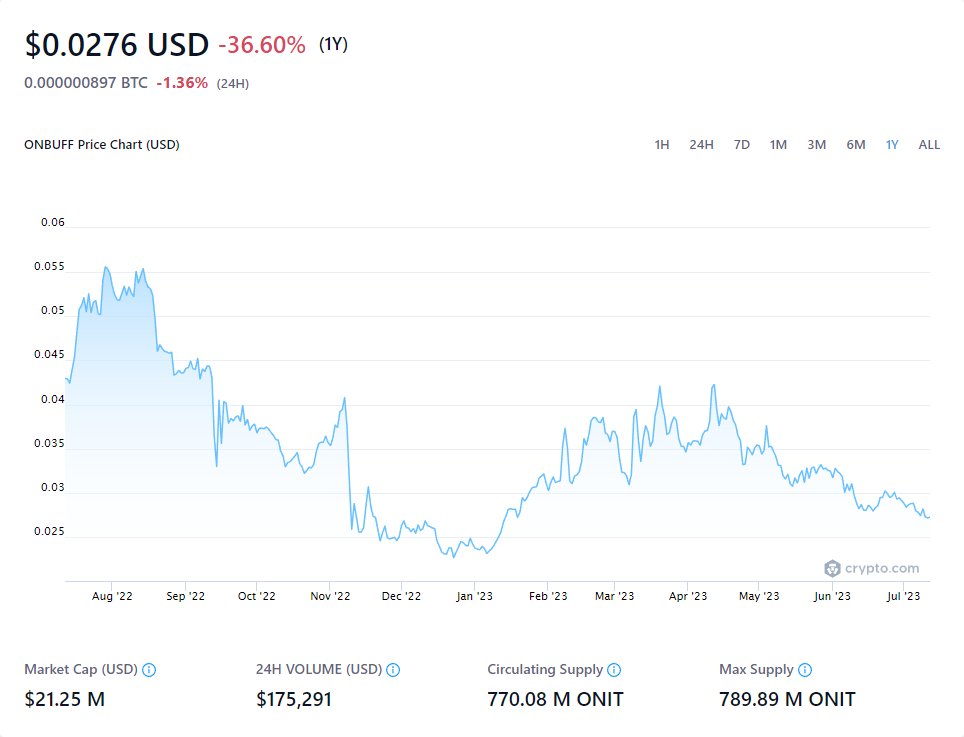 $0.0276 USD -36.60% (1Y)
0.000000897 BTC -1.36% (24H)
ONBUFF Price Chart (USD) 1H 24H 7D 1M 3M 6M 1Y ALL
0.06
0.055
0.05
0.045
0.04
0.035
0.03
0.025
crypto.com
Aug '22 Sep '22 Oct '22 Nov '22 Dec '22 Jan '23 Feb '23 Mar '23 Apr '23 May '23 Jun '23 Jul '23
Market Cap (USD) 24H VOLUME (USD) Circulating Supply Max Supply
$21.25 M $175,291 770.08 M ONIT 789.89 M ONIT